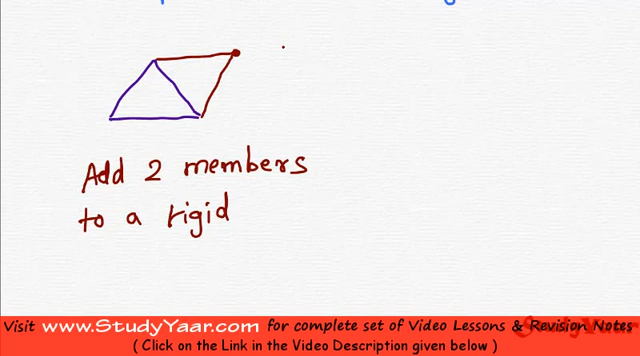 Add 2 members
to a rigid
Visit www.StudyYaar.com for complete set of Video Lessons & Revision Notes
StudyYaar
( Click on the Link in the Video Description given below )